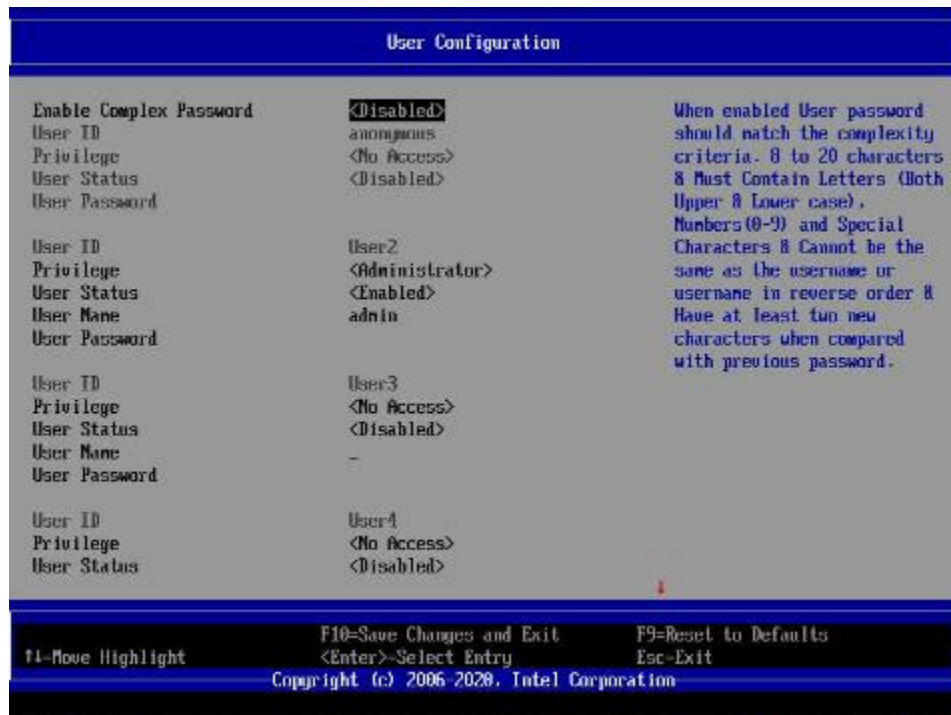 User Configuration
Enable Complex Password <Disabled>
User ID anonymous
Privilege <No Access>
User Status <Disabled>
User Password
User ID User2
Privilege <Administrator>
User Status <Enabled>
User Name admin
User Password
User ID User3
Privilege <No Access>
User Status <Disabled>
User Name _
User Password
User ID User4
Privilege <No Access>
User Status <Disabled>
When enabled User password
should match the complexity
criteria. 8 to 20 characters
& Must Contain Letters (Both
Upper & Lower case),
Numbers(0-9) and Special
Characters & Cannot be the
same as the username or
username in reverse order &
Have at least two new
characters when compared
with previous password.
↓
F10=Save Changes and Exit F9=Reset to Defaults
↑↓=Move Highlight <Enter>=Select Entry Esc=Exit
Copyright (c) 2006-2020, Intel Corporation